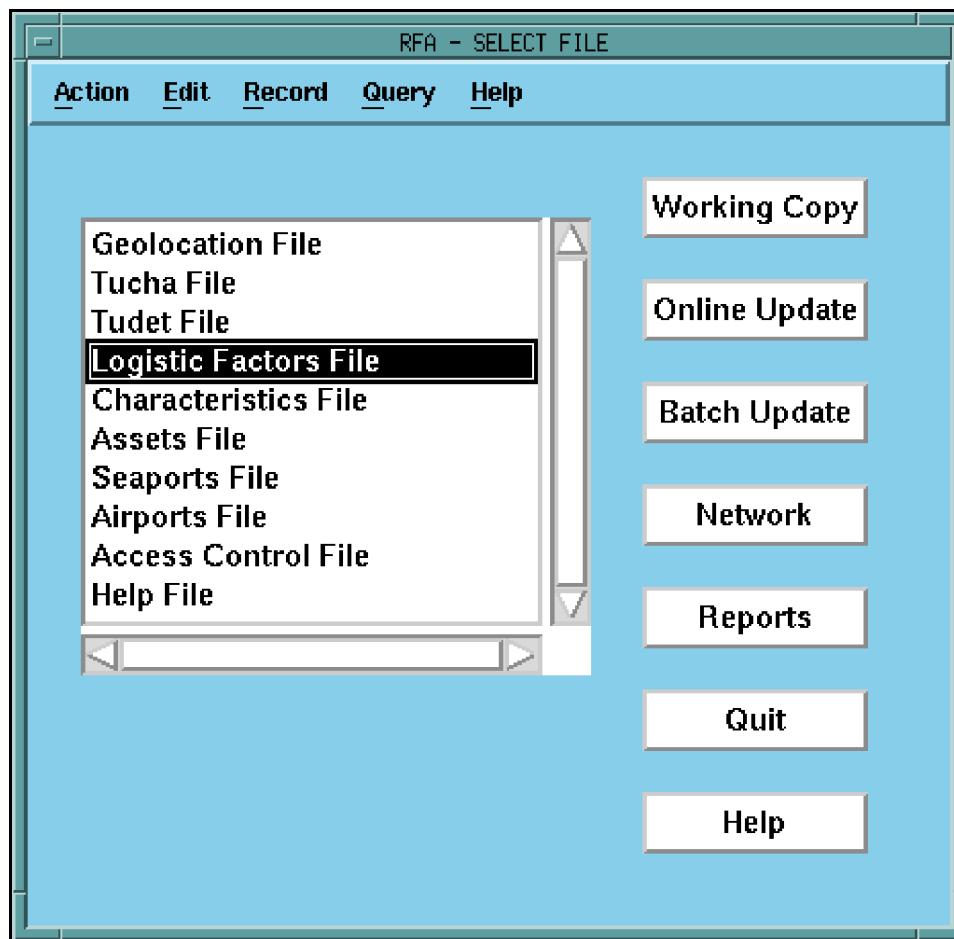 RFA - SELECT FILE
Action Edit Record Query Help
Geolocation File
Tucha File
Tudet File
Logistic Factors File
Characteristics File
Assets File
Seaports File
Airports File
Access Control File
Help File
Working Copy
Online Update
Batch Update
Network
Reports
Quit
Help